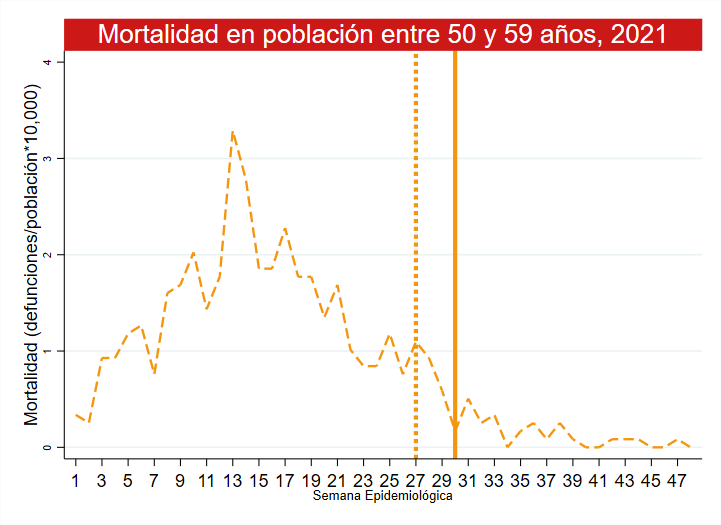 Mortalidad en población entre 50 y 59 años, 2021
Mortalidad (defunciones/población*10,000)
4
3
2
1
0
1 3 5 7 9 11 13 15 17 19 21 23 25 27 29 31 33 35 37 39 41 43 45 47
Semana Epidemiológica